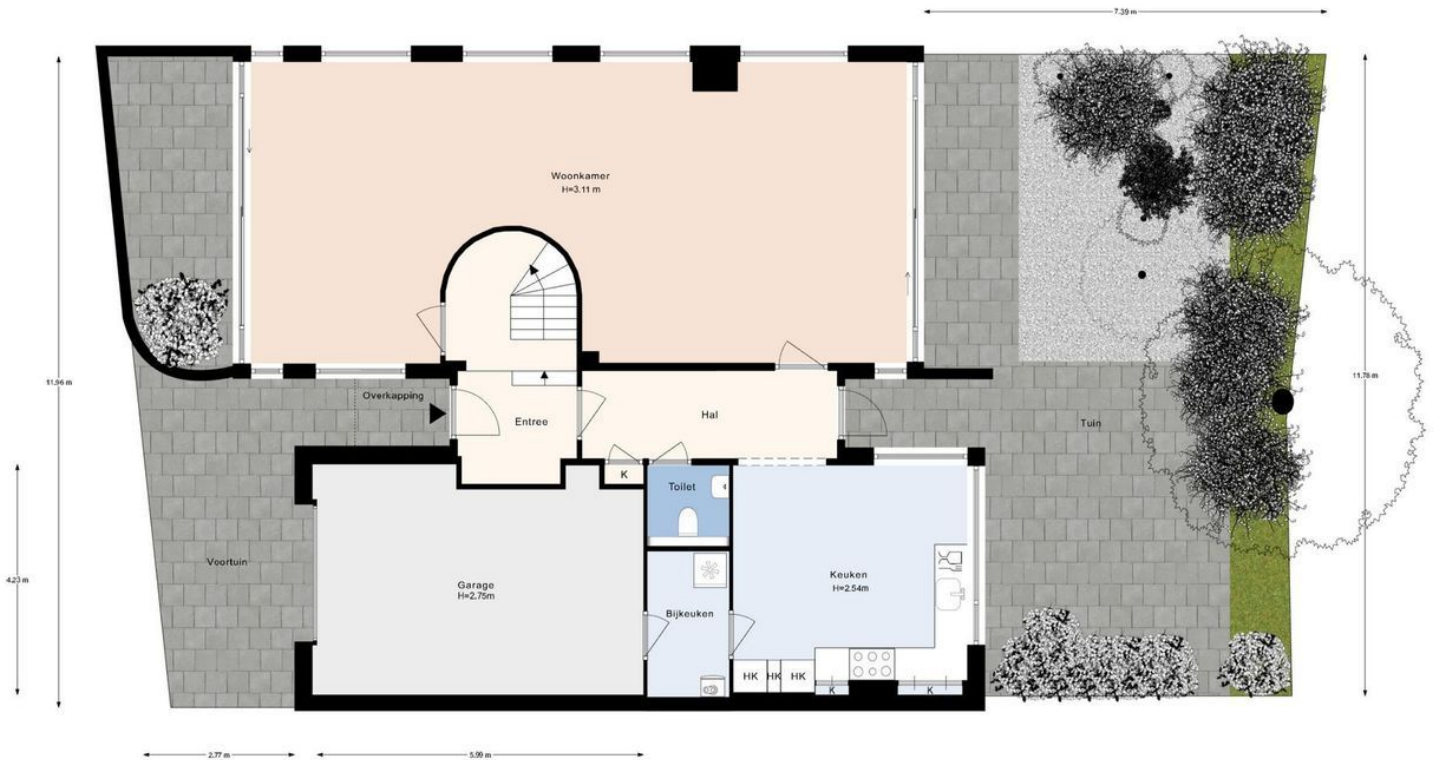 7.39 m
Woonkamer
H=3.11 m
11.96 m
11.78 m
Overkapping
Entree
Hal
Tuin
K
Toilet
Voortuin
4.23 m
Garage
H=2.75m
Keuken
H=2.54m
Bijkeuken
HK HK HK
K K
2.77 m
5.99 m